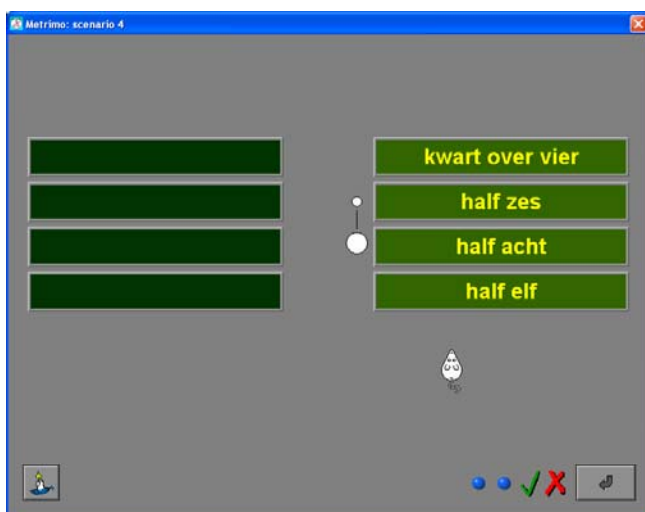 Metrimo: scenario 4
kwart over vier
half zes
half acht
half elf